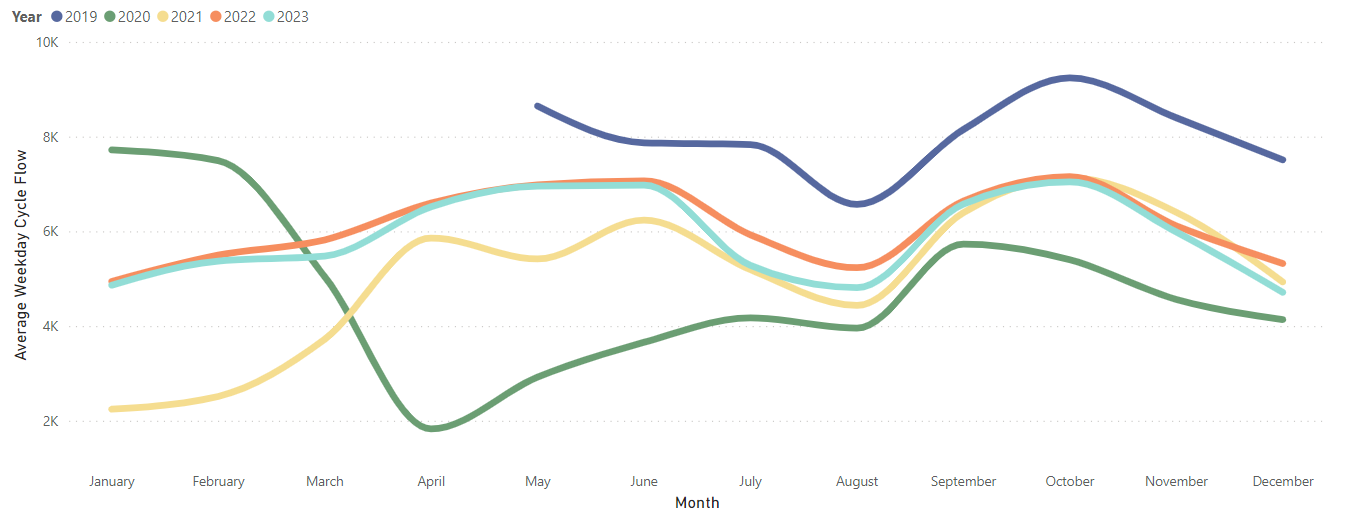 Year 2019 2020 2021 2022 2023
10K
8K
6K
4K
2K
Average Weekday Cycle Flow
January February March April May June July August September October November December
Month